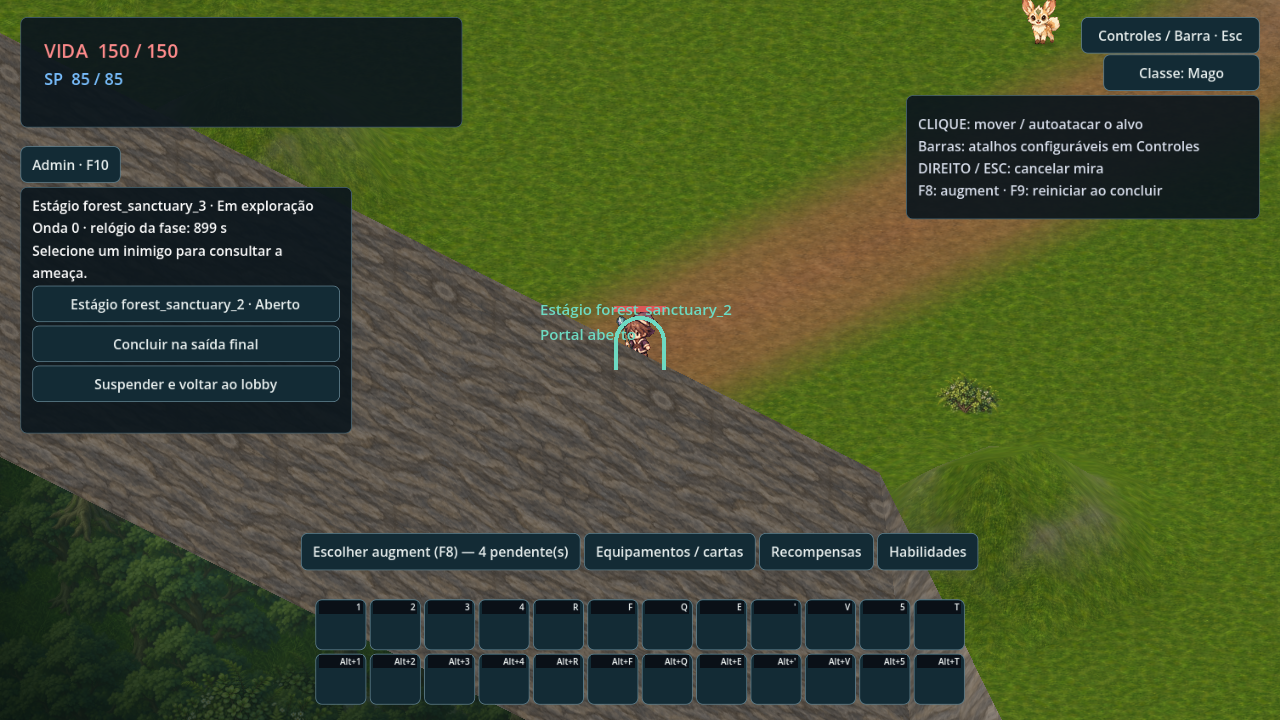 VIDA 150 / 150
SP 85 / 85
Controles / Barra · Esc
Classe: Mago
CLIQUE: mover / autoatacar o alvo
Barras: atalhos configuráveis em Controles
DIREITO / ESC: cancelar mira
F8: augment · F9: reiniciar ao concluir
Admin · F10
Estágio forest_sanctuary_3 · Em exploração
Onda 0 · relógio da fase: 899 s
Selecione um inimigo para consultar a
ameaça.
Estágio forest_sanctuary_2 · Aberto
Concluir na saída final
Suspender e voltar ao lobby
Estágio forest_sanctuary_2
Portal aberto
Escolher augment (F8) — 4 pendente(s)
Equipamentos / cartas
Recompensas
Habilidades
1 2 3 4 R F Q E ' V 5 T
Alt+1 Alt+2 Alt+3 Alt+4 Alt+R Alt+F Alt+Q Alt+E Alt+' Alt+V Alt+5 Alt+T